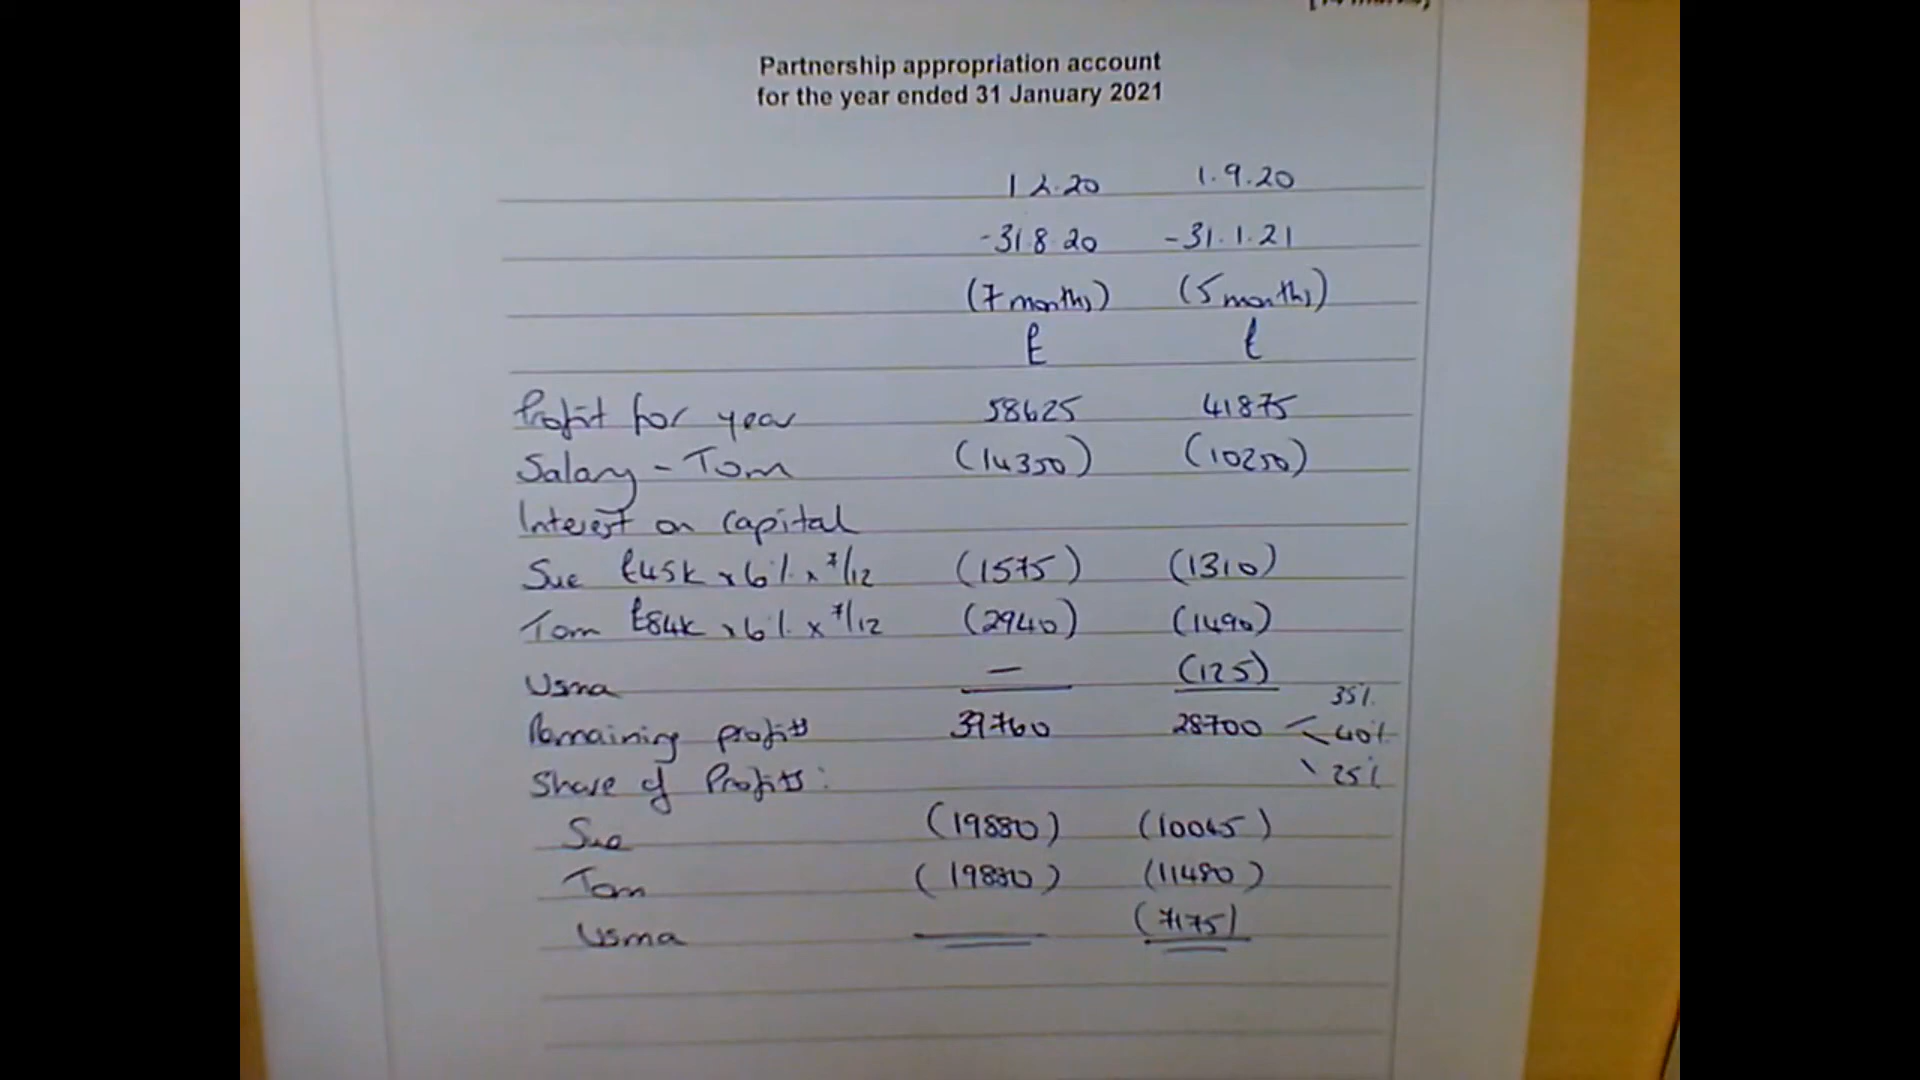 Partnership appropriation account
for the year ended 31 January 2021
1 2.20 1.9.20
-31.8 20 -31.1.21
(7 months) (5 months)
£ £
Profit for year 58625 41875
Salary - Tom (14350) (10250)
Interest on capital
Sue £45k x 6% x 7/12 (1575) (1310)
Tom £84k x 6% x 7/12 (2940) (1490)
Usma — (125)
35%
Remaining profits 39760 28700 40%
Share of Profits: 25%
Sue (19880) (10045)
Tom (19880) (11480)
Usma (7175)